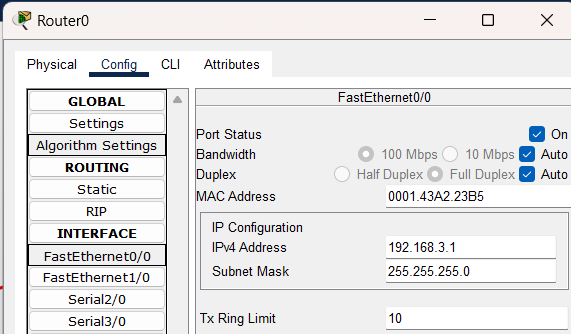 Router0
Physical Config CLI Attributes
GLOBAL
Settings
Algorithm Settings
ROUTING
Static
RIP
INTERFACE
FastEthernet0/0
FastEthernet1/0
Serial2/0
Serial3/0
FastEthernet0/0
Port Status On
Bandwidth 100 Mbps 10 Mbps Auto
Duplex Half Duplex Full Duplex Auto
MAC Address 0001.43A2.23B5
IP Configuration
IPv4 Address 192.168.3.1
Subnet Mask 255.255.255.0
Tx Ring Limit 10